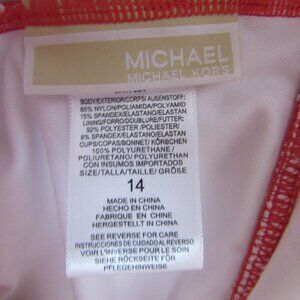 MICHAEL
MICHAEL KORS
BODY/EXTERIOR/CORPS/AUßENSTOFF:
85% NYLON/POLIAMIDA/POLYAMID
15% SPANDEX/ELASTAN/ELASTAN
LINING/FORRO/DOUBLURE/FUTTER:
92% POLYESTER/POLIESTER/
8% SPANDEX/ELASTAN/ELASTAN
CUPS/COPAS/BONNET/ KÖRBCHEN
100% POLYURETHANE/
POLIURETANO/POLYURETHAN
CON INSUMOS IMPORTADOS
SIZE/TALLA/TAILLE/ GRÖßE
14
MADE IN CHINA
HECHO EN CHINA
FABRIQUE EN CHINE
HERGESTELLT IN CHINA
SEE REVERSE FOR CARE
INSTRUCCIONES DE CUIDADO AL REVERSO
VOIR L'INVERSE POUR LE SOIN
SIEHE RÜCKSEITE FÜR
PFLEGEHINWEISE